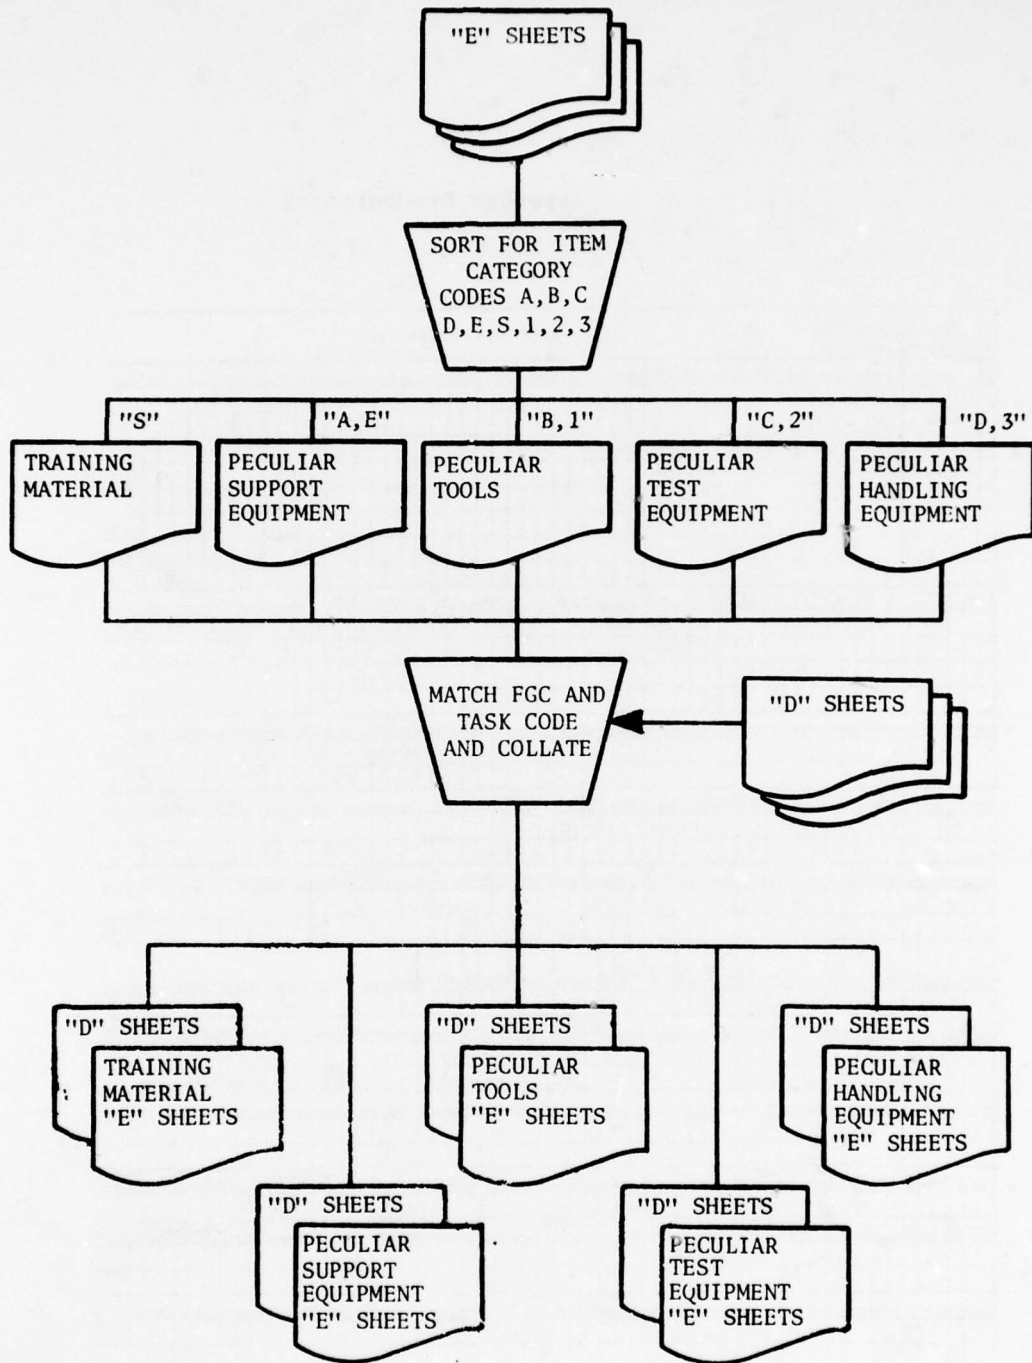 "E" SHEETS
SORT FOR ITEM
CATEGORY
CODES A,B,C
D,E,S,1,2,3
"S"
"A,E"
"B,1"
"C,2"
"D,3"
TRAINING
MATERIAL
PECULIAR
SUPPORT
EQUIPMENT
PECULIAR
TOOLS
PECULIAR
TEST
EQUIPMENT
PECULIAR
HANDLING
EQUIPMENT
MATCH FGC AND
TASK CODE
AND COLLATE
"D" SHEETS
"D" SHEETS
TRAINING
MATERIAL
"E" SHEETS
"D" SHEETS
PECULIAR
TOOLS
"E" SHEETS
"D" SHEETS
PECULIAR
HANDLING
EQUIPMENT
"E" SHEETS
"D" SHEETS
PECULIAR
SUPPORT
EQUIPMENT
"E" SHEETS
"D" SHEETS
PECULIAR
TEST
EQUIPMENT
"E" SHEETS